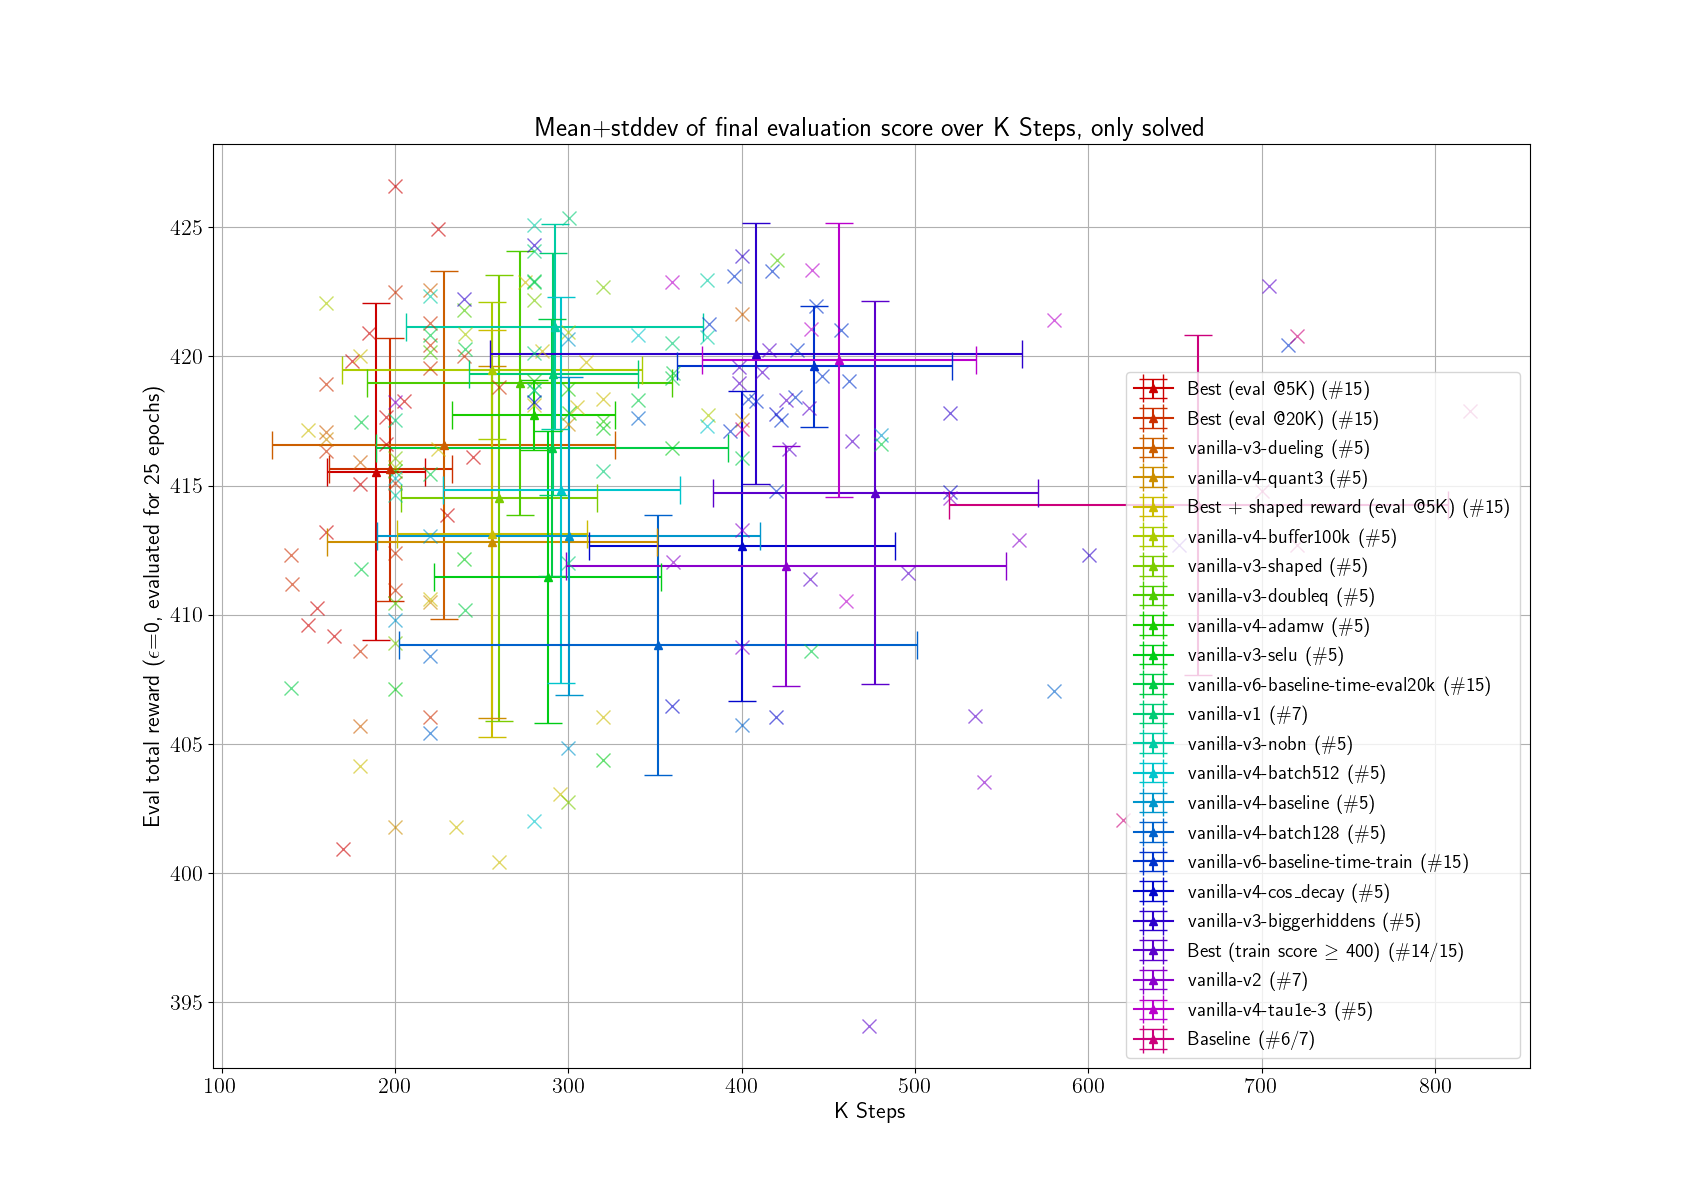 Mean+stddev of final evaluation score over K Steps, only solved
Eval total reward (ϵ=0, evaluated for 25 epochs)
425
420
415
410
405
400
395
Best (eval @5K) (#15)
Best (eval @20K) (#15)
vanilla-v3-dueling (#5)
vanilla-v4-quant3 (#5)
Best + shaped reward (eval @5K) (#15)
vanilla-v4-buffer100k (#5)
vanilla-v3-shaped (#5)
vanilla-v3-doubleq (#5)
vanilla-v4-adamw (#5)
vanilla-v3-selu (#5)
vanilla-v6-baseline-time-eval20k (#15)
vanilla-v1 (#7)
vanilla-v3-nobn (#5)
vanilla-v4-batch512 (#5)
vanilla-v4-baseline (#5)
vanilla-v4-batch128 (#5)
vanilla-v6-baseline-time-train (#15)
vanilla-v4-cos_decay (#5)
vanilla-v3-biggerhiddens (#5)
Best (train score ≥ 400) (#14/15)
vanilla-v2 (#7)
vanilla-v4-tau1e-3 (#5)
Baseline (#6/7)
100 200 300 400 500 600 700 800
K Steps